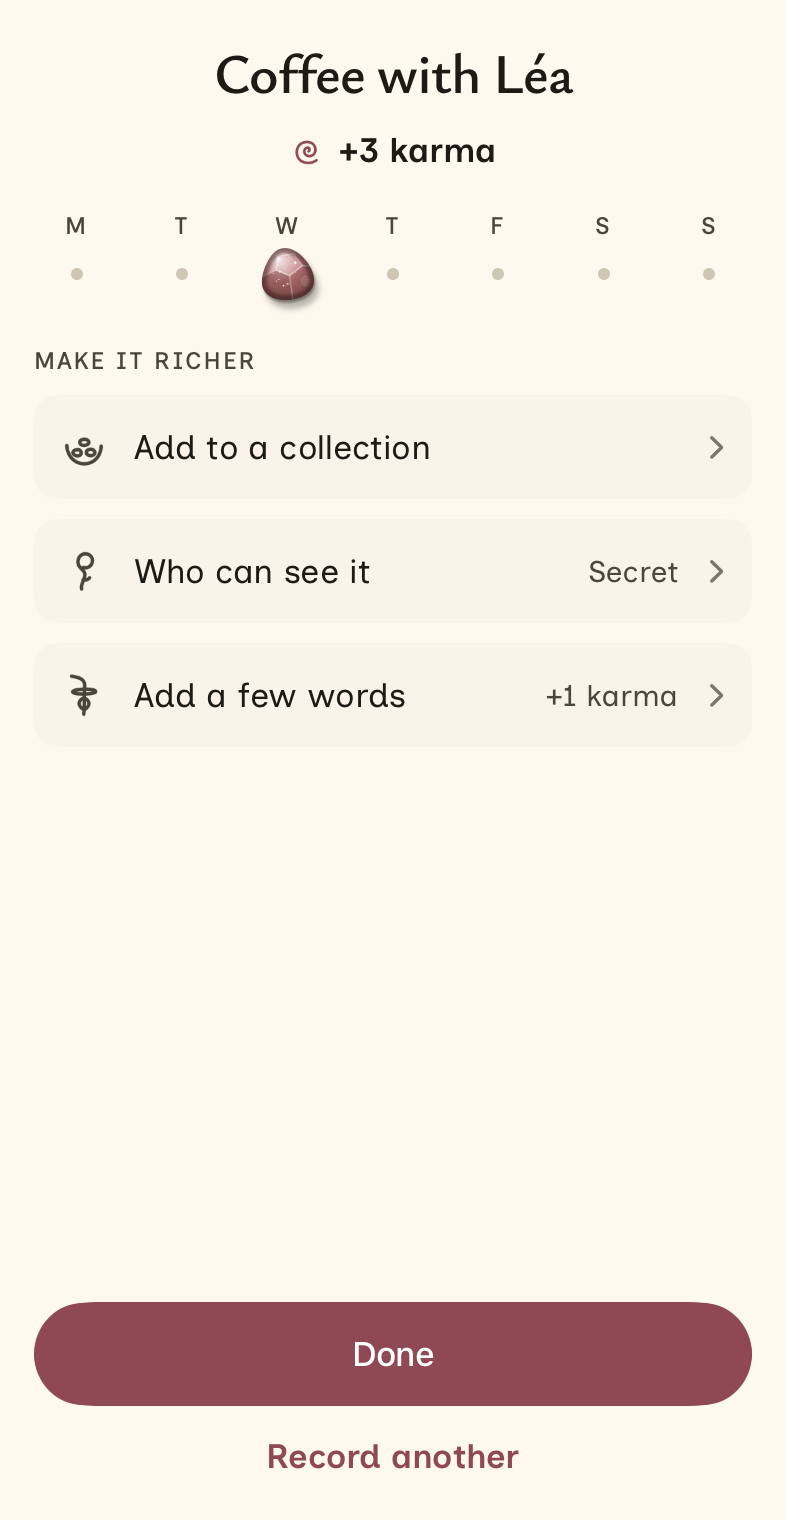 Coffee with Léa
+3 karma
M T W T F S S
MAKE IT RICHER
Add to a collection
Who can see it Secret
Add a few words +1 karma
Done
Record another